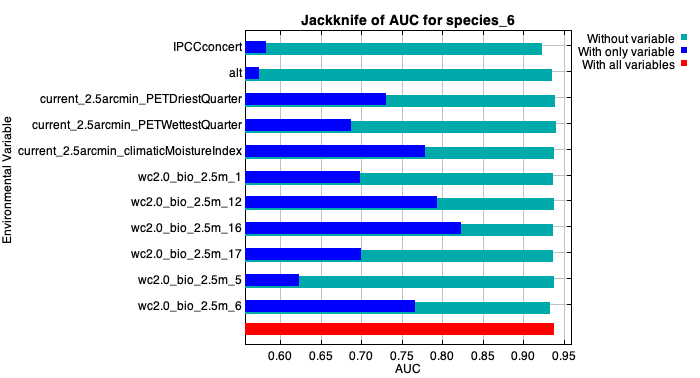 Jackknife of AUC for species_6
Without variable
With only variable
With all variables
Environmental Variable
IPCCconcert
alt
current_2.5arcmin_PETDriestQuarter
current_2.5arcmin_PETWettestQuarter
current_2.5arcmin_climaticMoistureIndex
wc2.0_bio_2.5m_1
wc2.0_bio_2.5m_12
wc2.0_bio_2.5m_16
wc2.0_bio_2.5m_17
wc2.0_bio_2.5m_5
wc2.0_bio_2.5m_6
0.60 0.65 0.70 0.75 0.80 0.85 0.90 0.95
AUC